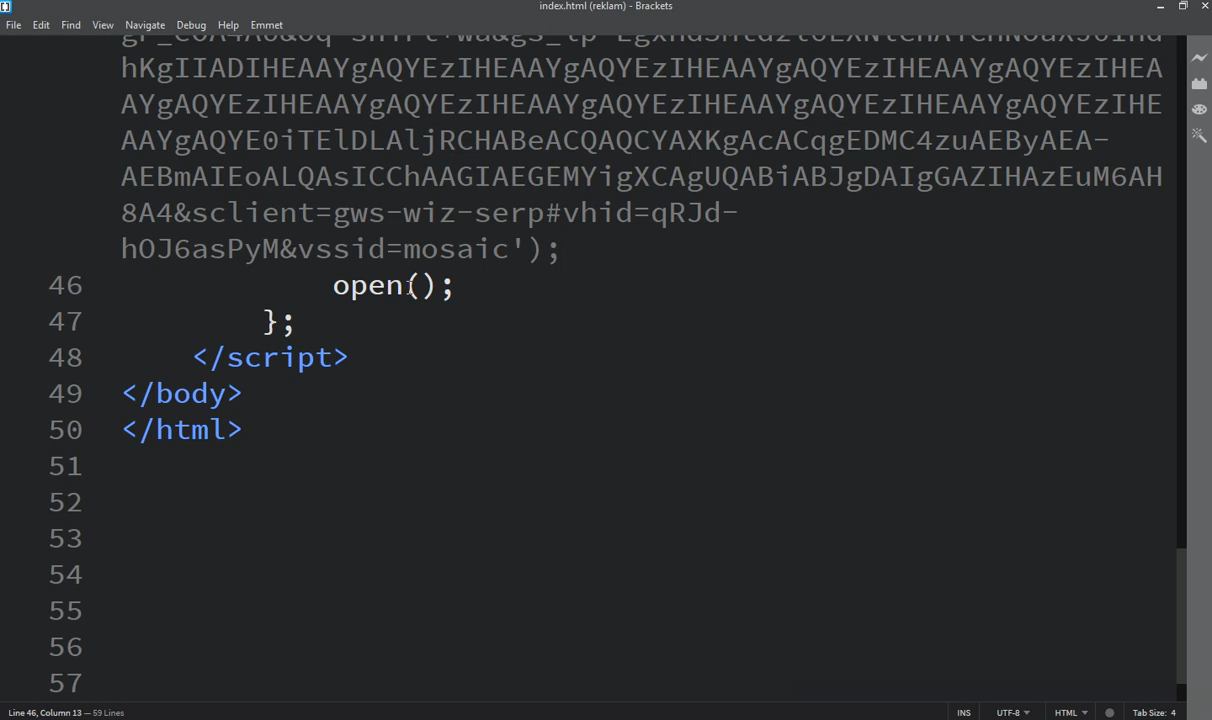 index.html (reklam) - Brackets
File Edit Find View Navigate Debug Help Emmet
hKgIIADIHEAAYgAQYEzIHEAAYgAQYEzIHEAAYgAQYEzIHEAAYgAQYEzIHEA
AYgAQYEzIHEAAYgAQYEzIHEAAYgAQYEzIHEAAYgAQYEzIHEAAYgAQYEzIHE
AAYgAQYE0iTElDLAljRCHABeACQAQCYAXKgAcACqgEDMC4zuAEByAEA-
AEBmAIEoALQAsICChAAGIAEGEMYigXCAgUQABiABJgDAIgGAZIHAzEuM6AH
8A4&sclient=gws-wiz-serp#vhid=qRJd-
hOJ6asPyM&vssid=mosaic');
46 open();
47 };
48 </script>
49 </body>
50 </html>
51
52
53
54
55
56
57
Line 46, Column 13 — 59 Lines INS UTF-8 HTML Tab Size: 4